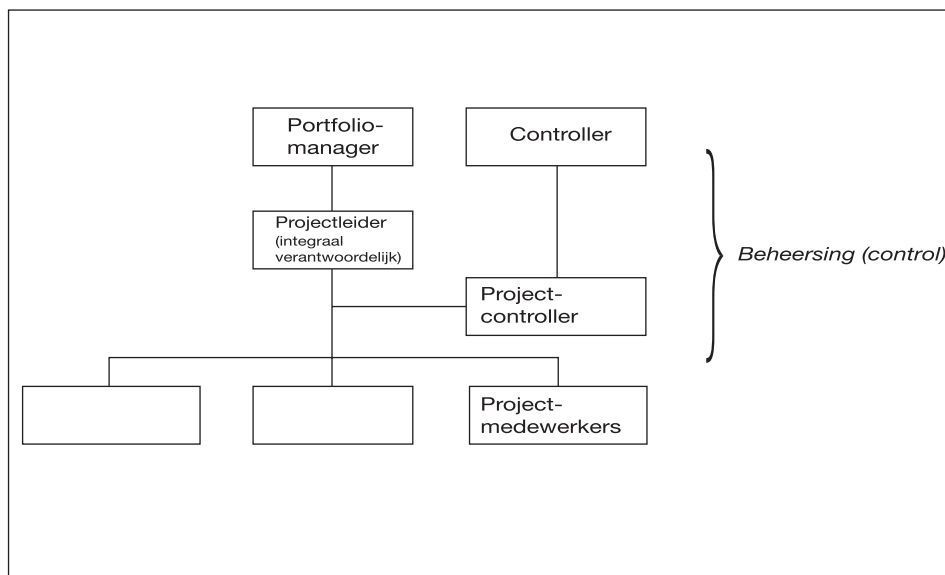 Portfolio-
manager
Controller
Projectleider
(integraal
verantwoordelijk)
Beheersing (control)
Project-
controller
Project-
medewerkers